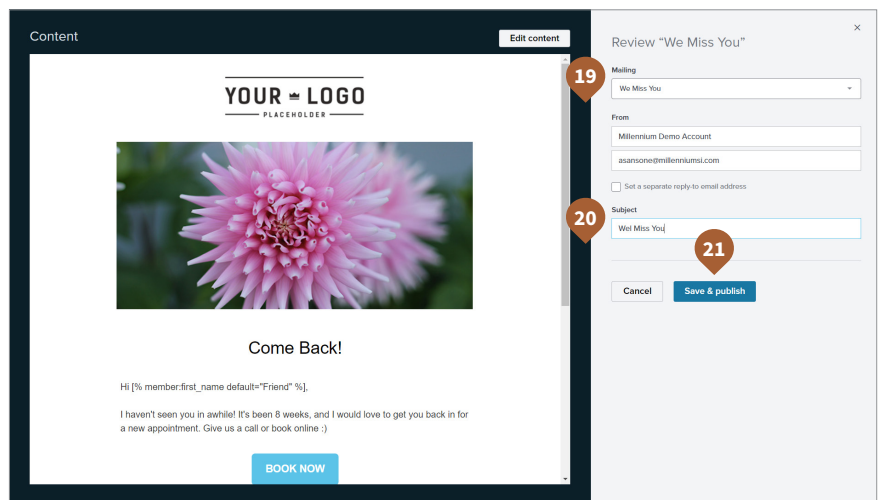 Content
Edit content
YOUR LOGO
PLACEHOLDER
Come Back!
Hi [% member:first_name default="Friend" %],
I haven't seen you in awhile! It's been 8 weeks, and I would love to get you back in for
a new appointment. Give us a call or book online :)
BOOK NOW
Review “We Miss You”
×
19
Mailing
We Miss You
From
Millennium Demo Account
asansone@millenniumsi.com
Set a separate reply-to email address
20
Subject
Wel Miss You
21
Cancel
Save & publish